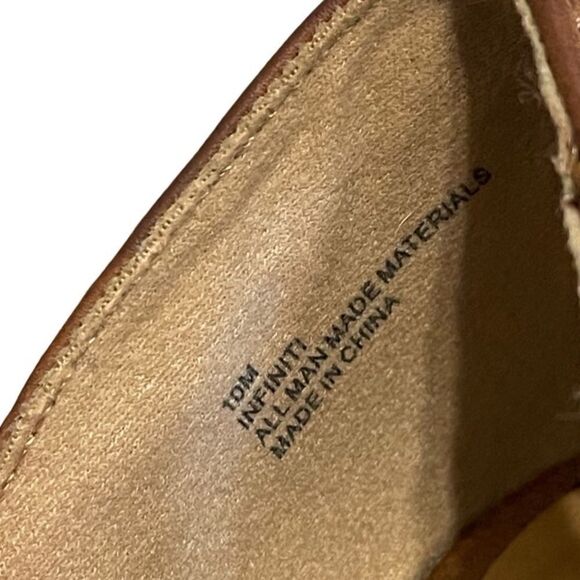 10M
INFINITI
ALL MAN MADE MATERIALS
MADE IN CHINA